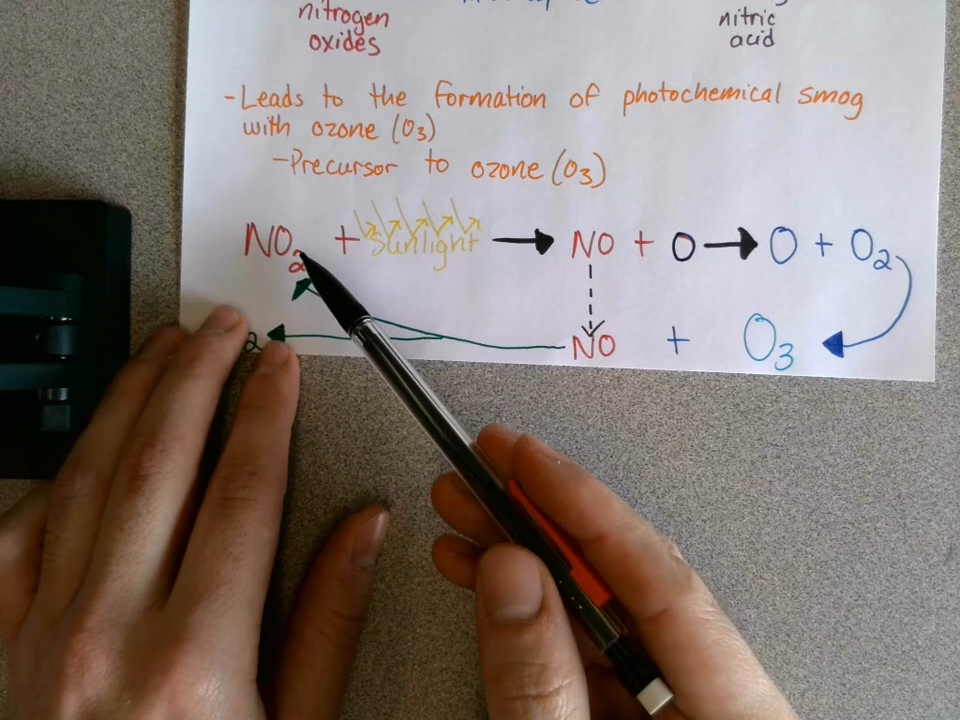 nitrogen
oxides
nitric
acid
- Leads to the formation of photochemical smog
with ozone (O3)
- Precursor to ozone (O3)
NO2 + Sunlight → NO + O → O + O2
2 NO + O3